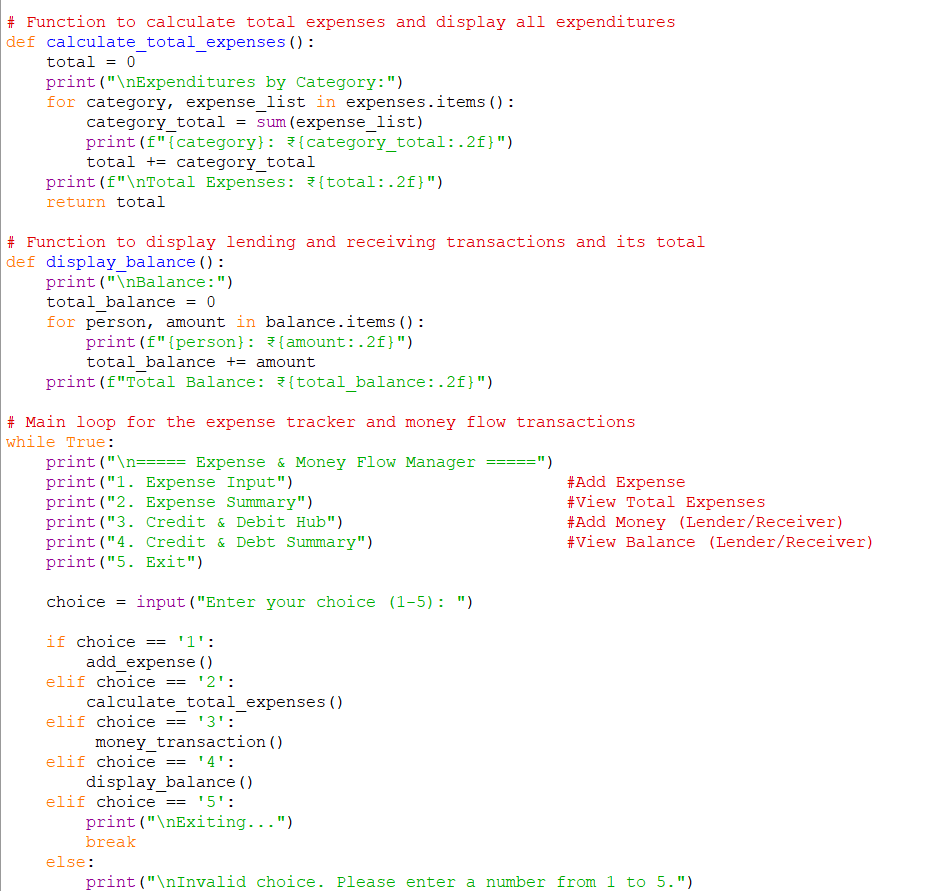 # Function to calculate total expenses and display all expenditures
def calculate_total_expenses():
    total = 0
    print("\nExpenditures by Category:")
    for category, expense_list in expenses.items():
        category_total = sum(expense_list)
        print(f"{category}: ₹{category_total:.2f}")
        total += category_total
    print(f"\nTotal Expenses: ₹{total:.2f}")
    return total

# Function to display lending and receiving transactions and its total
def display_balance():
    print("\nBalance:")
    total_balance = 0
    for person, amount in balance.items():
        print(f"{person}: ₹{amount:.2f}")
        total_balance += amount
    print(f"Total Balance: ₹{total_balance:.2f}")

# Main loop for the expense tracker and money flow transactions
while True:
    print("\n===== Expense & Money Flow Manager =====")
    print("1. Expense Input")                           #Add Expense
    print("2. Expense Summary")                         #View Total Expenses
    print("3. Credit & Debit Hub")                      #Add Money (Lender/Receiver)
    print("4. Credit & Debt Summary")                   #View Balance (Lender/Receiver)
    print("5. Exit")

    choice = input("Enter your choice (1-5): ")

    if choice == '1':
        add_expense()
    elif choice == '2':
        calculate_total_expenses()
    elif choice == '3':
         money_transaction()
    elif choice == '4':
        display_balance()
    elif choice == '5':
        print("\nExiting...")
        break
    else:
        print("\nInvalid choice. Please enter a number from 1 to 5.")